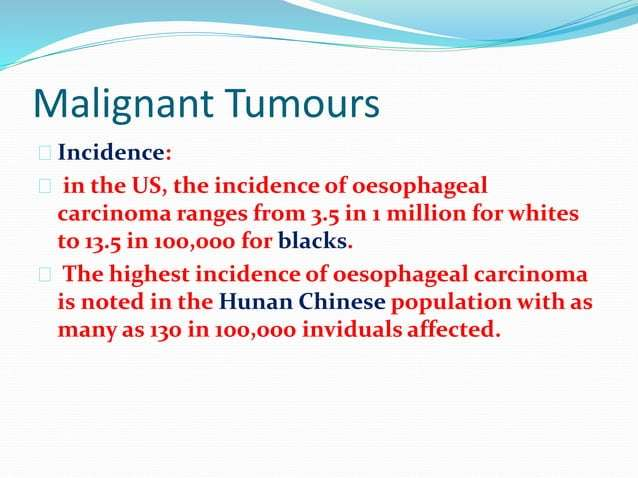 Malignant Tumours
Incidence:
in the US, the incidence of oesophageal
carcinoma ranges from 3.5 in 1 million for whites
to 13.5 in 100,000 for blacks.
The highest incidence of oesophageal carcinoma
is noted in the Hunan Chinese population with as
many as 130 in 100,000 inviduals affected.